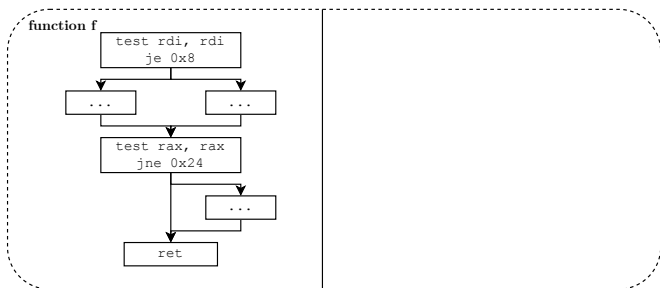 function f
test rdi, rdi
je 0x8
...
...
test rax, rax
jne 0x24
...
ret